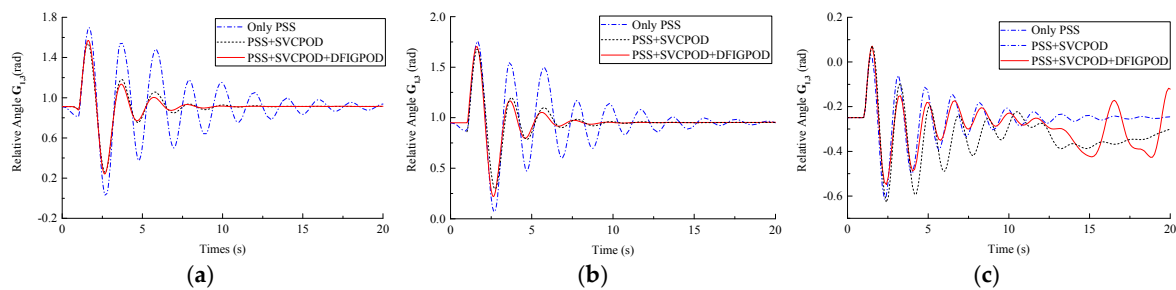 Relative Angle G1,3(rad)
1.8
1.4
1.1
0.6
0.2
-0.2
0
5
10
15
20
Times (s)
Only PSS
PSS+SVCPOD
PSS+SVCPOD+DFIGPOD
(a)
Relative Angle G1,3 (rad)
2.0
1.5
1.0
0.5
0.0
0
5
10
15
20
Time (s)
Only PSS
PSS+SVCPOD
PSS+SVCPOD+DFIGPOD
(b)
Relative Angle G1,3 (rad)
0.2
0.0
-0.2
-0.4
-0.6
0
5
10
15
20
Time (s)
Only PSS
PSS+SVCPOD
PSS+SVCPOD+DFIGPOD
(c)